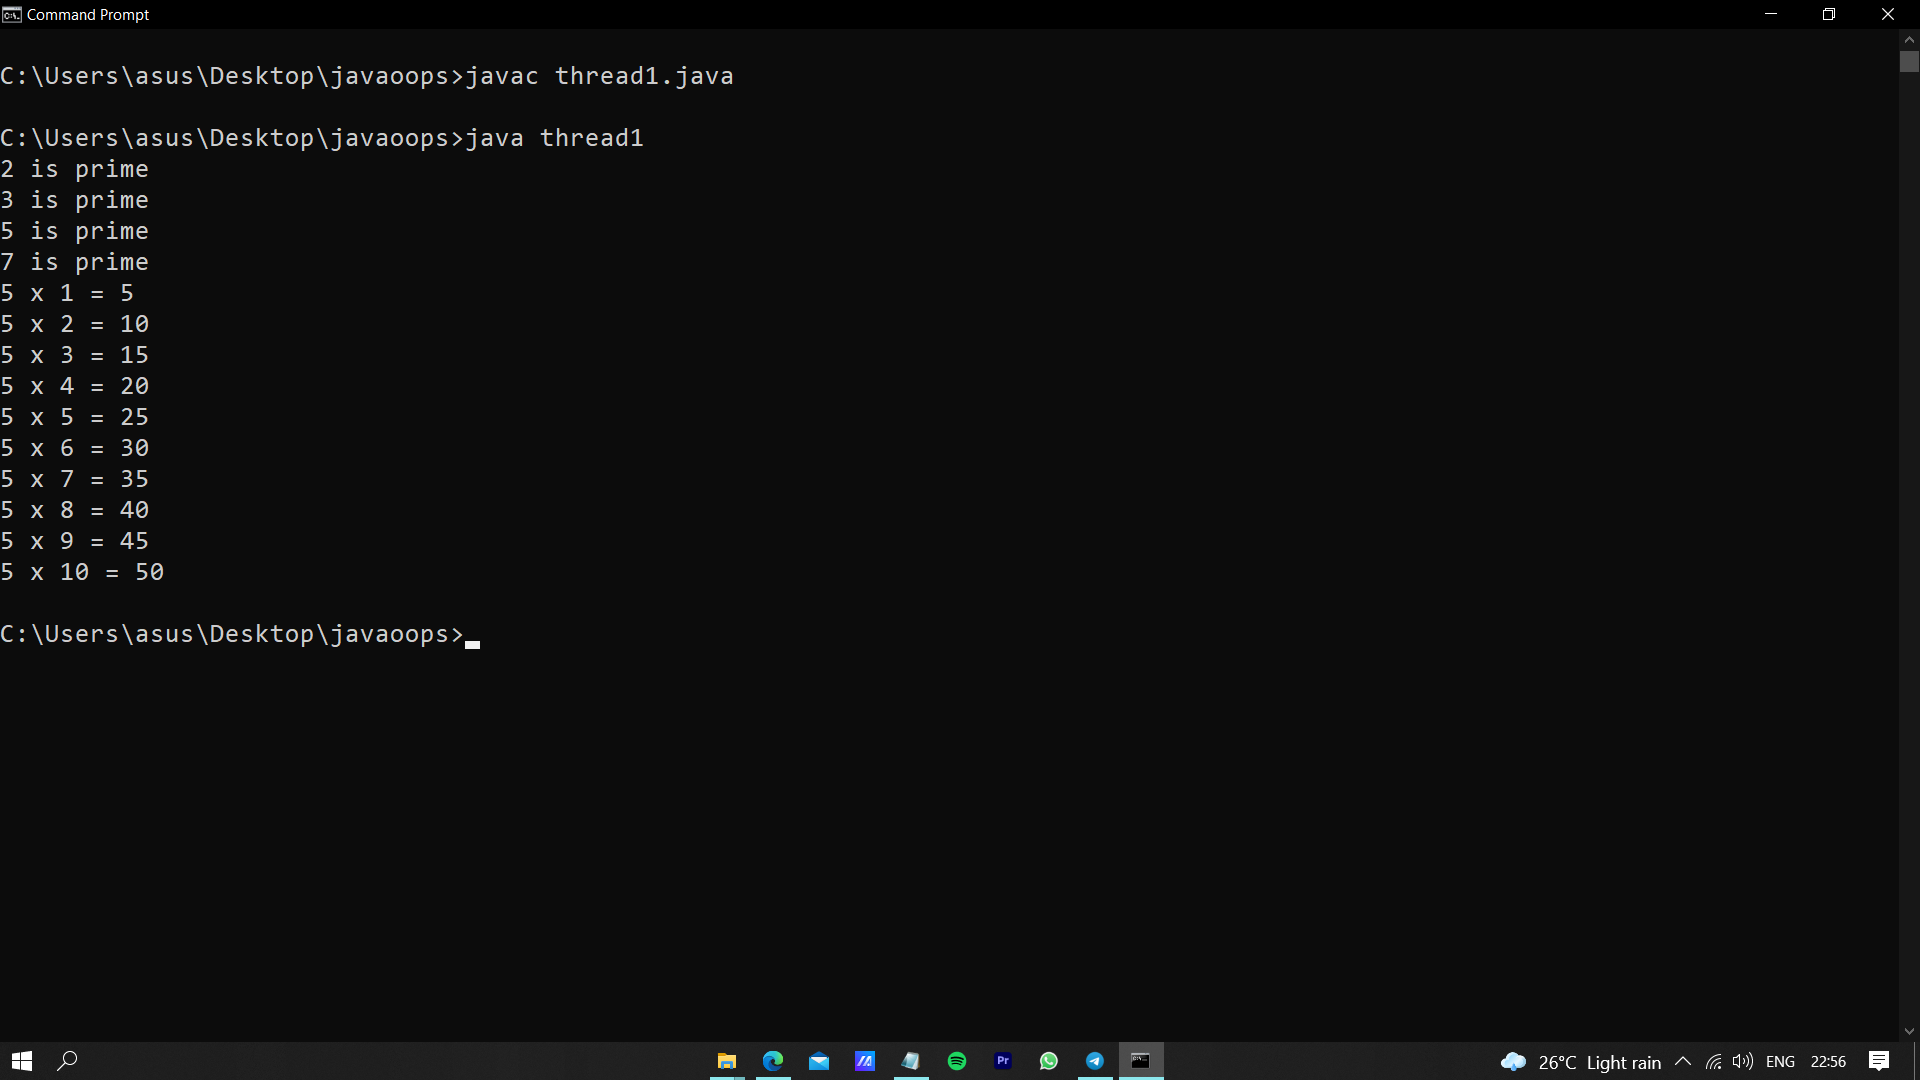 Command Prompt
C:\Users\asus\Desktop\javaoops>javac thread1.java
C:\Users\asus\Desktop\javaoops>java thread1
2 is prime
3 is prime
5 is prime
7 is prime
5 x 1 = 5
5 x 2 = 10
5 x 3 = 15
5 x 4 = 20
5 x 5 = 25
5 x 6 = 30
5 x 7 = 35
5 x 8 = 40
5 x 9 = 45
5 x 10 = 50
C:\Users\asus\Desktop\javaoops>
Pr
26°C Light rain ENG 22:56